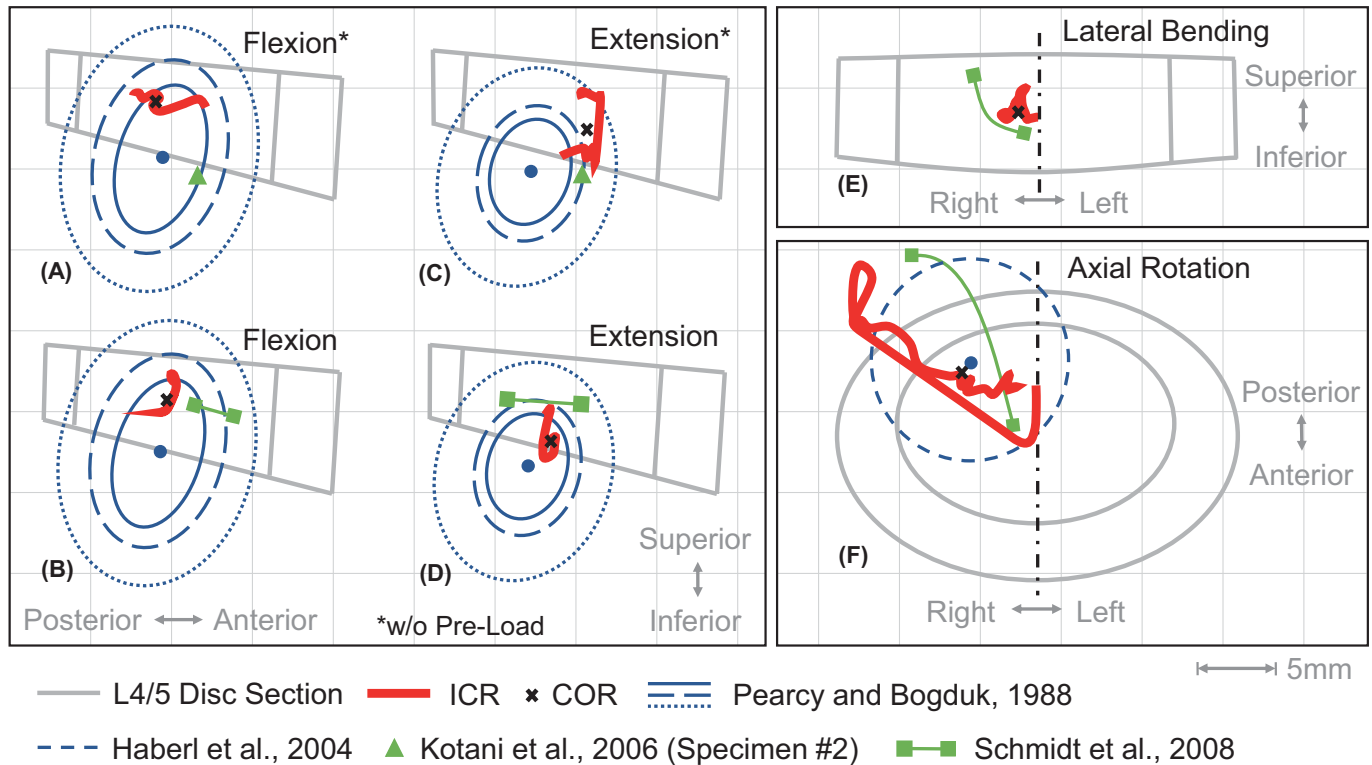 Flexion*
(A)
Extension*
(C)
Flexion
(B)
Posterior Anterior
Extension
(D)
Superior
Inferior
*w/o Pre-Load
Lateral Bending
Superior
Inferior
(E)
Right Left
Axial Rotation
Posterior
Anterior
(F)
Right Left
5mm
L4/5 Disc Section ICR COR Pearcy and Bogduk, 1988
Haberl et al., 2004 Kotani et al., 2006 (Specimen #2) Schmidt et al., 2008